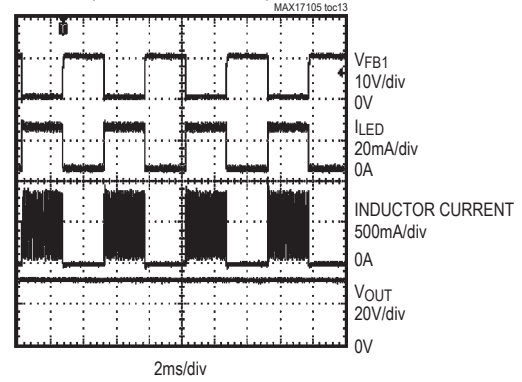 MAX17105 toc13
VFB1
10V/div
0V
ILED
20mA/div
0A
INDUCTOR CURRENT
500mA/div
0A
VOUT
20V/div
0V
2ms/div